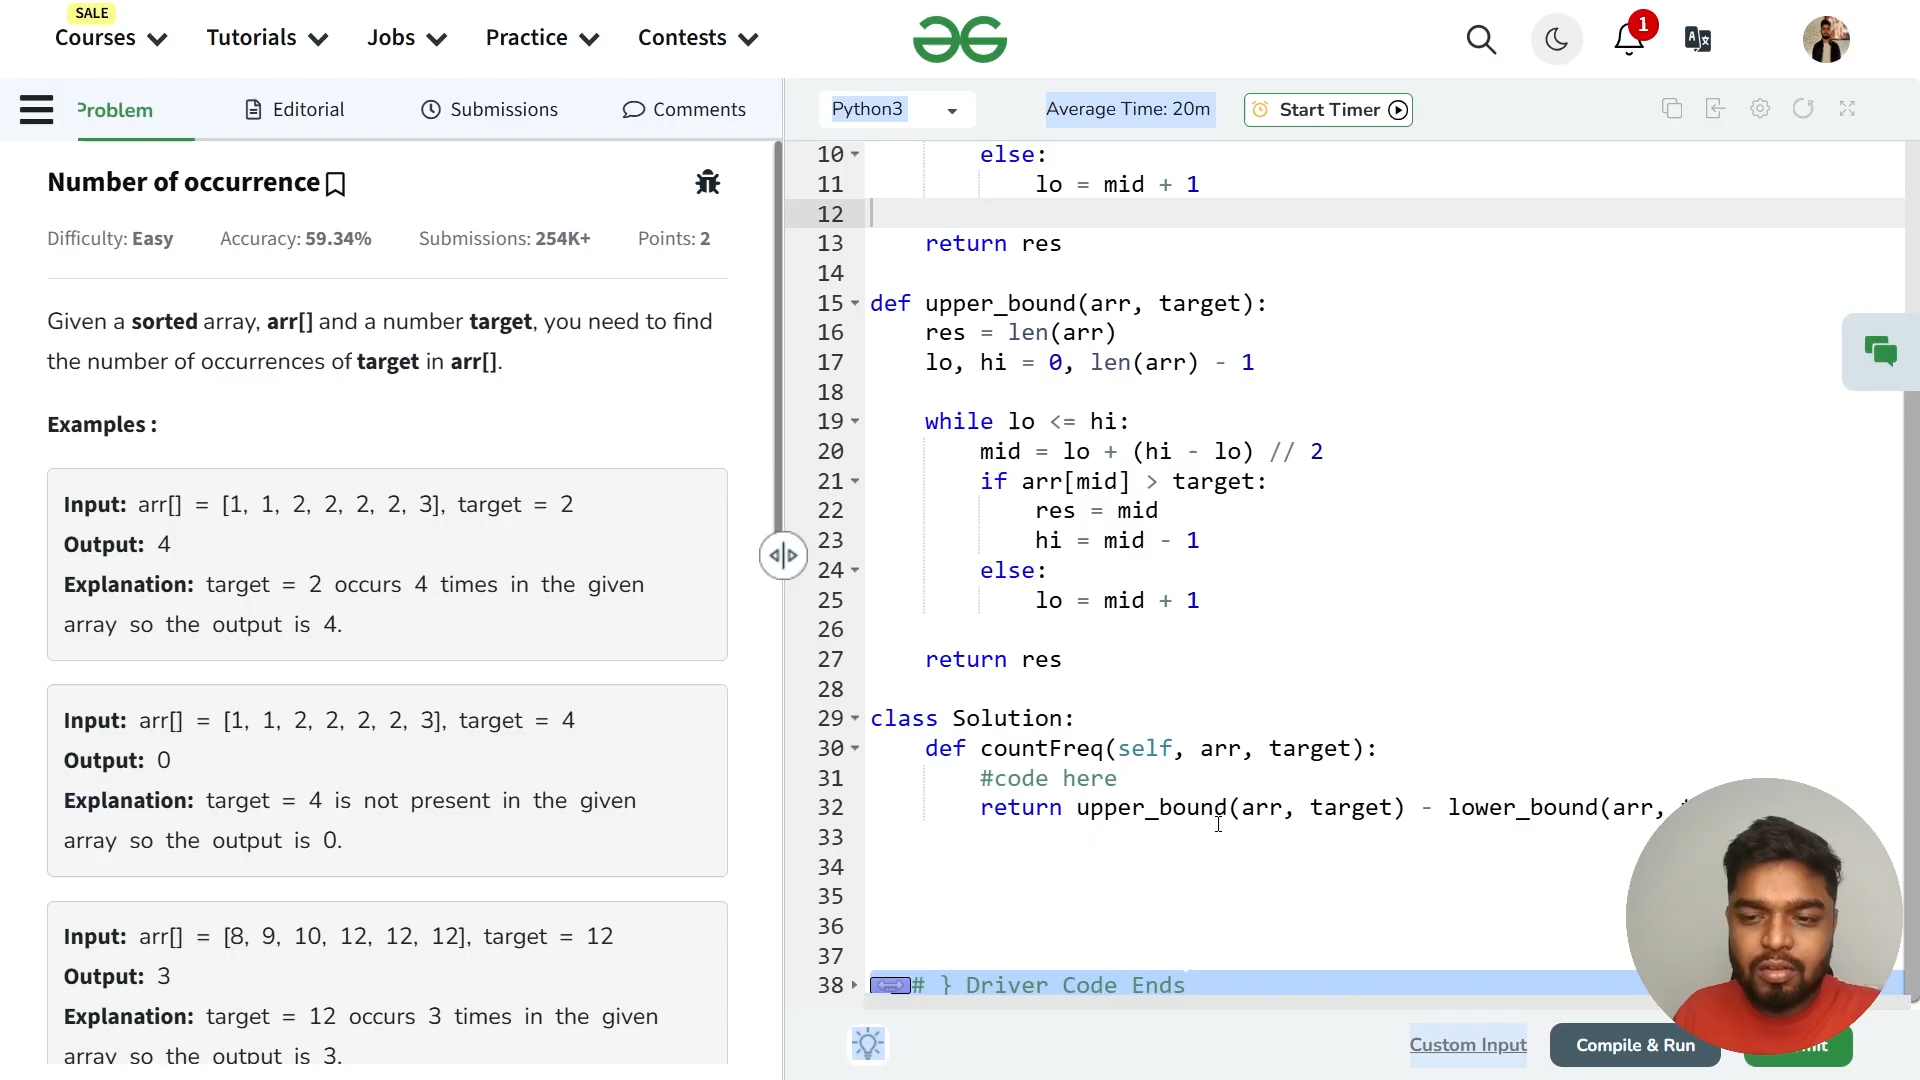 SALE
Courses Tutorials Jobs Practice Contests
1
Problem Editorial Submissions Comments
Python3 Average Time: 20m Start Timer
Number of occurrence
Difficulty: Easy Accuracy: 59.34% Submissions: 254K+ Points: 2
Given a sorted array, arr[] and a number target, you need to find
the number of occurrences of target in arr[].
Examples :
Input: arr[] = [1, 1, 2, 2, 2, 2, 3], target = 2
Output: 4
Explanation: target = 2 occurs 4 times in the given
array so the output is 4.
Input: arr[] = [1, 1, 2, 2, 2, 2, 3], target = 4
Output: 0
Explanation: target = 4 is not present in the given
array so the output is 0.
Input: arr[] = [8, 9, 10, 12, 12, 12], target = 12
Output: 3
Explanation: target = 12 occurs 3 times in the given
array so the output is 3.
10 else:
11 lo = mid + 1
12
13 return res
14
15 def upper_bound(arr, target):
16 res = len(arr)
17 lo, hi = 0, len(arr) - 1
18
19 while lo <= hi:
20 mid = lo + (hi - lo) // 2
21 if arr[mid] > target:
22 res = mid
23 hi = mid - 1
24 else:
25 lo = mid + 1
26
27 return res
28
29 class Solution:
30 def countFreq(self, arr, target):
31 #code here
32 return upper_bound(arr, target) - lower_bound(arr,
33
34
35
36
37
38 # } Driver Code Ends
Custom Input Compile & Run